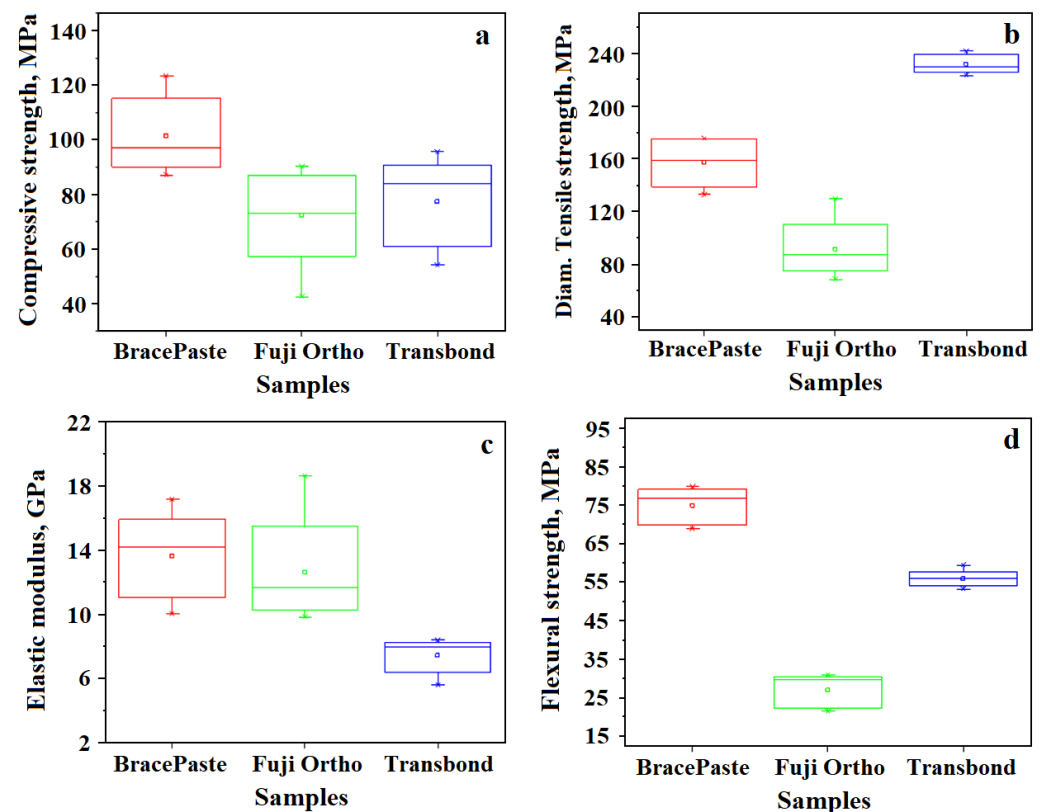 a
Compressive strength, MPa
140
120
100
80
60
40
BracePaste Fuji Ortho Transbond
Samples
b
Diam. Tensile strength, MPa
240
200
160
120
80
40
BracePaste Fuji Ortho Transbond
Samples
c
Elastic modulus, GPa
22
18
14
10
6
2
BracePaste Fuji Ortho Transbond
Samples
d
Flexural strength, MPa
95
85
75
65
55
45
35
25
15
BracePaste Fuji Ortho Transbond
Samples